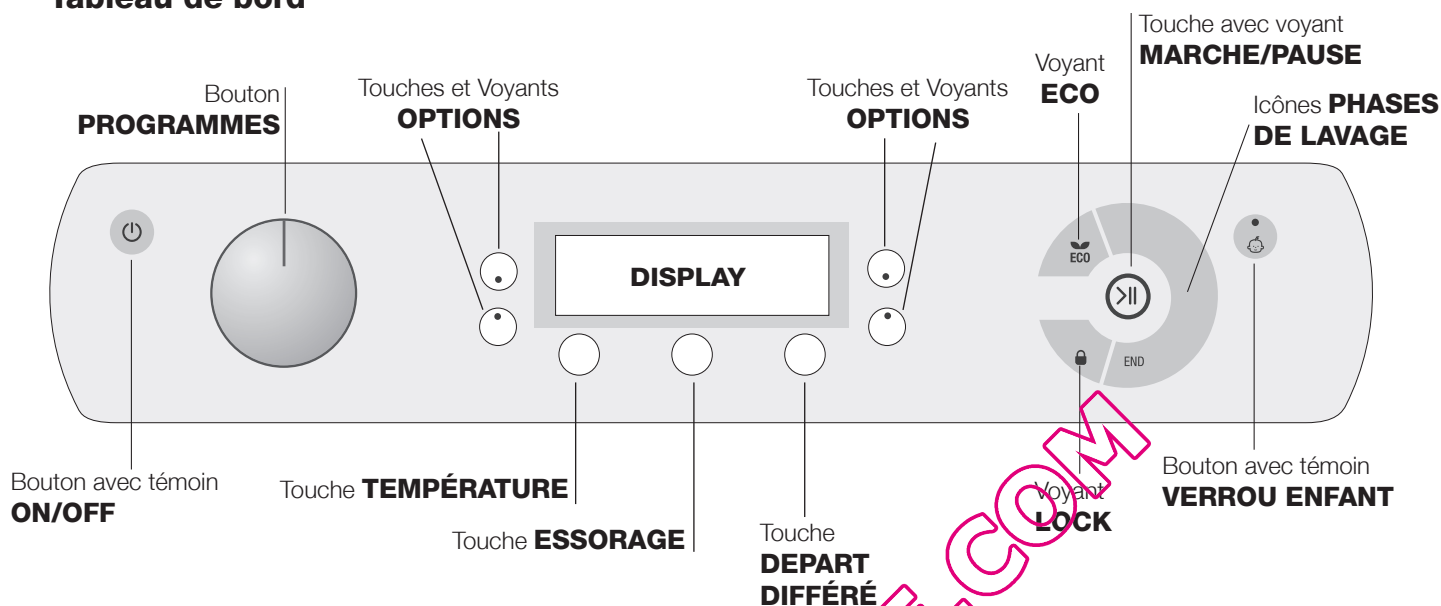 Tableau de bord
Touche avec voyant
MARCHE/PAUSE
Voyant
ECO
Touches et Voyants
OPTIONS
Touches et Voyants
OPTIONS
Bouton
PROGRAMMES
Icônes PHASES
DE LAVAGE
DISPLAY
ECO
END
Bouton avec témoin
ON/OFF
Touche TEMPÉRATURE
Touche ESSORAGE
Touche
DEPART
DIFFÉRÉ
Voyant
LOCK
Bouton avec témoin
VERROU ENFANT
.COM